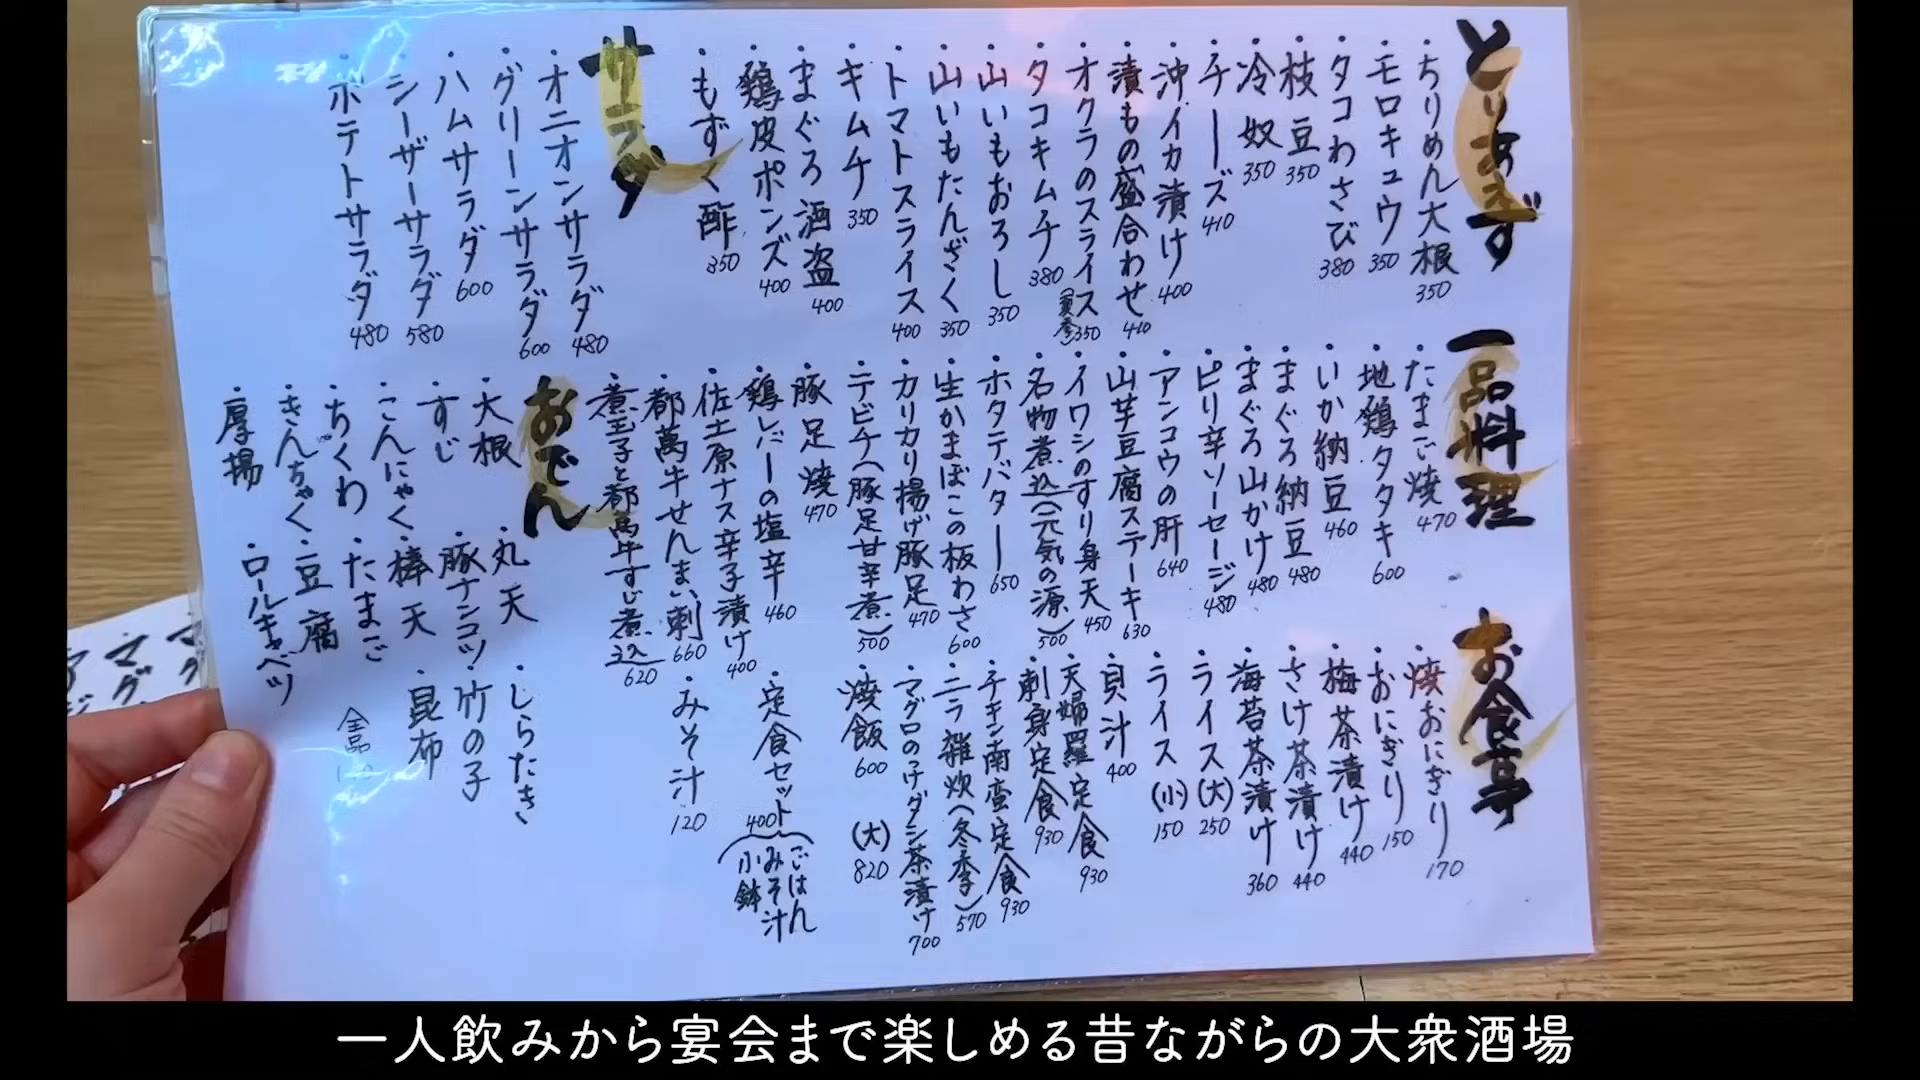 とりあえず
・ちりめん大根 350
・モロキュウ 350
・タコわさび 380
・枝豆 350
・冷奴 350
・チーズ 410
・沖イカ漬け 400
・漬もの盛合わせ 410
・オクラのスライス(夏季) 350
・タコキムチ 380
・山いもおろし 350
・山いもたんざく 350
・トマトスライス 400
・キムチ 350
・まぐろ酒盗 400
・鶏皮ポンズ 400
・もずく酢 350
サラダ
・オニオンサラダ 480
・グリーンサラダ 600
・ハムサラダ 600
・シーザーサラダ 580
・ポテトサラダ 480
一品料理
・たまご焼 470
・地鶏タタキ 600
・いか納豆 460
・まぐろ納豆 480
・まぐろ山かけ 480
・ピリ辛ソーセージ 480
・アンコウの肝 640
・山芋豆腐ステーキ 630
・イワシのすり身天 450
・名物煮込(元気の源) 500
・ホタテバター 650
・生かまぼこの板わさ 600
・カリカリ揚げ豚足 470
・テビチ(豚足甘辛煮) 500
・豚足焼 470
・鶏レバーの塩辛 460
・佐土原ナス辛子漬け 400
・都萬牛せんまい刺 660
・煮玉子と都萬牛すじ煮込 620
おでん
・大根
・すじ
・こんにゃく
・ちくわ
・きんちゃく
・厚揚
・丸天
・豚ナンコツ
・棒天
・たまご
・豆腐
・ロールキャベツ
・しらたき
・竹の子
・昆布
全品
お食事
・焼おにぎり 170
・おにぎり 150
・梅茶漬け 440
・さけ茶漬け 440
・海苔茶漬け 360
・ライス(大) 250
・ライス(小) 150
・貝汁 400
・天婦羅定食 930
・刺身定食 930
・チキン南蛮定食 930
・ニラ雑炊(冬季) 570
・マグロのづけダシ茶漬け 700
・焼飯 600 (大) 820
・定食セット 400 (ごはん みそ汁 小鉢
・みそ汁 120
一人飲みから宴会まで楽しめる昔ながらの大衆酒場